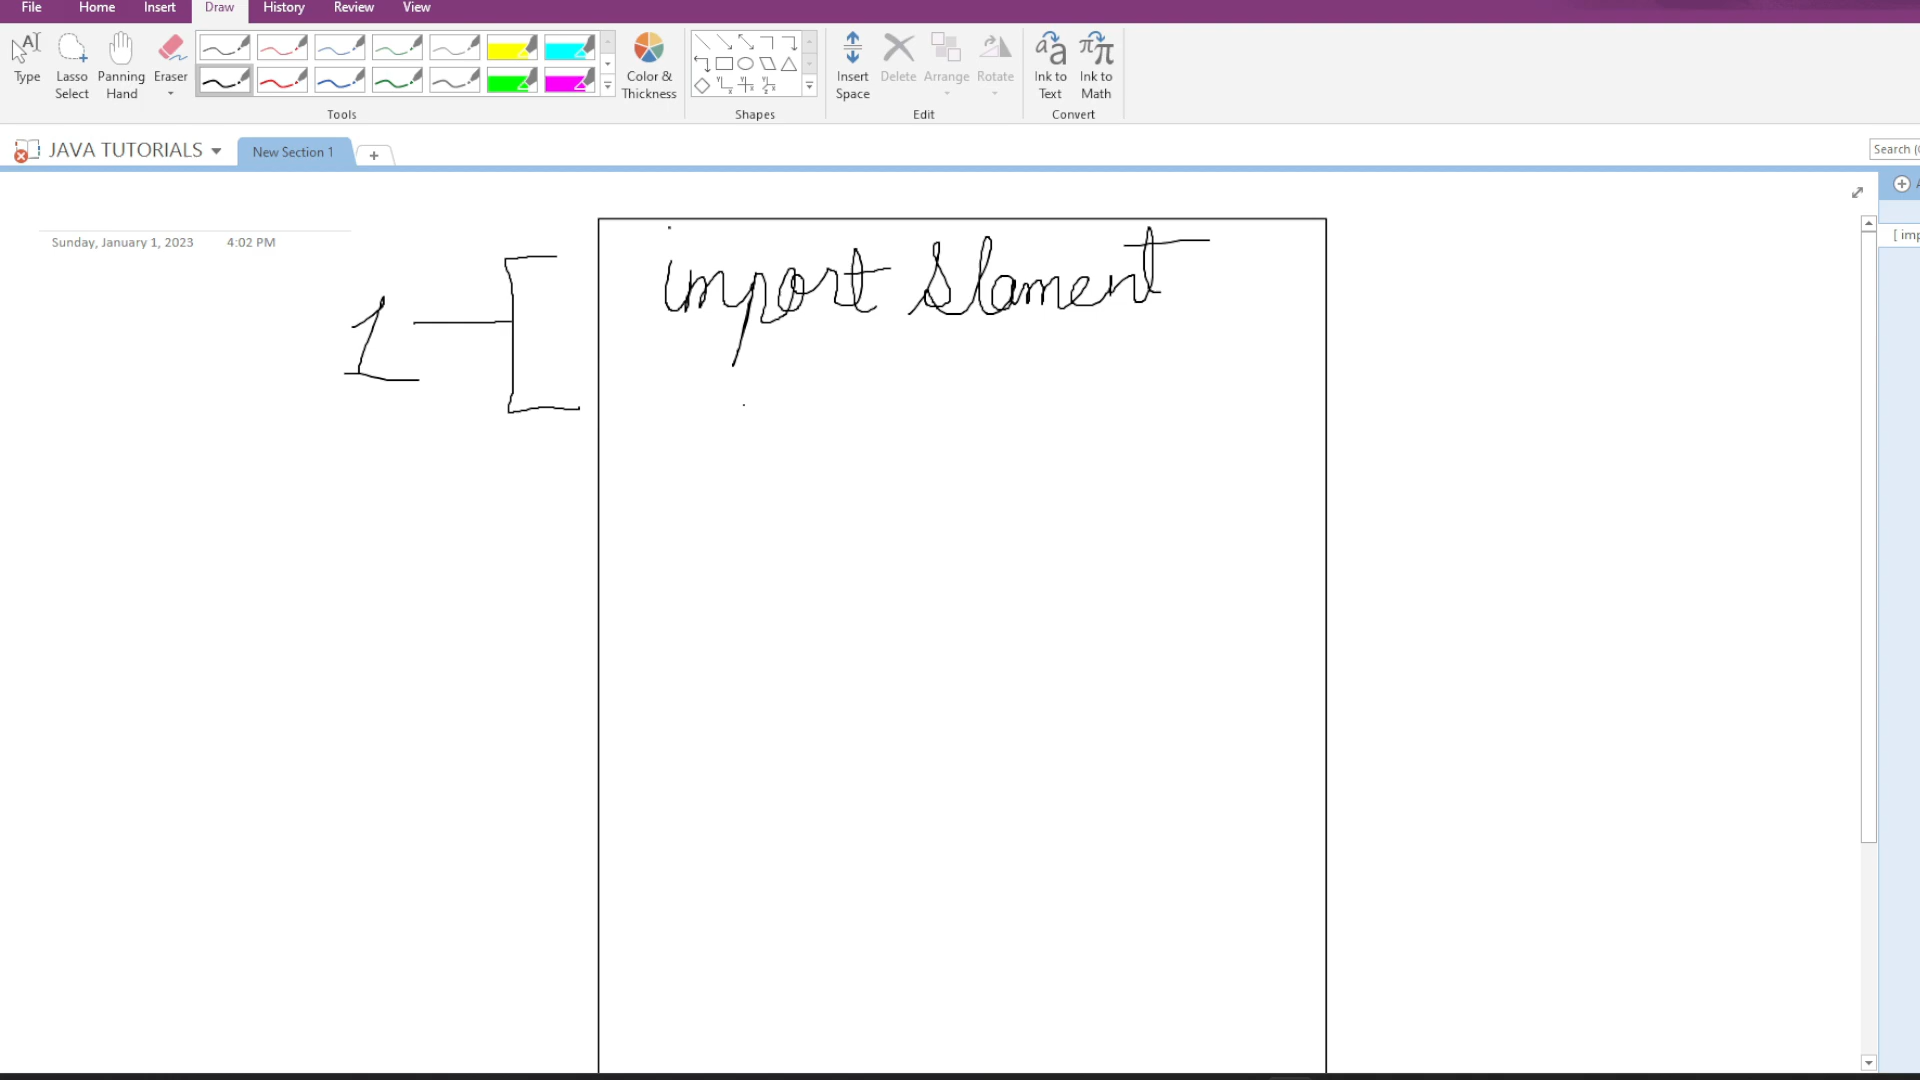 File Home Insert Draw History Review View
Type Lasso Select Panning Hand Eraser Color & Thickness Insert Space Delete Arrange Rotate Ink to Text Ink to Math
Tools Shapes Edit Convert
JAVA TUTORIALS New Section 1
Search (
Sunday, January 1, 2023 4:02 PM
[ imp
import Slament
1